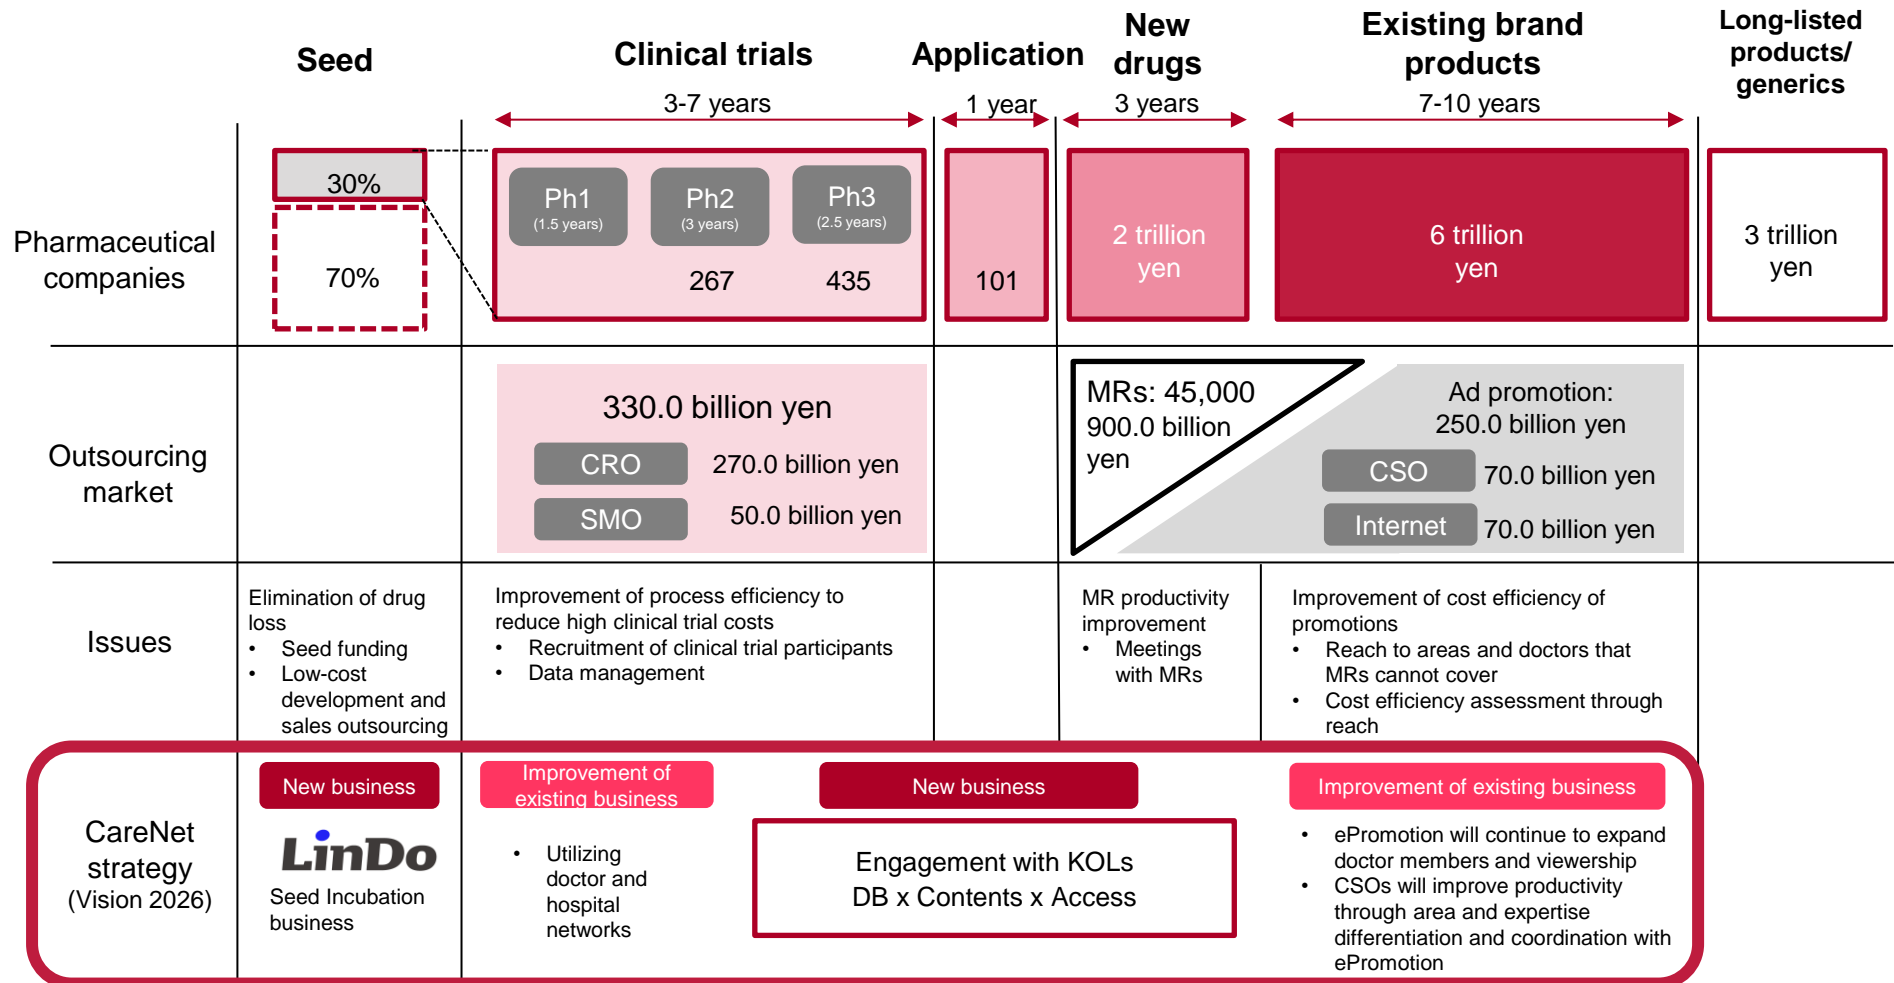 Seed
Clinical trials
Application
New
drugs
Existing brand
products
Long-listed
products/
generics
3-7 years
1 year
3 years
7-10 years
Pharmaceutical
companies
30%
70%
Ph1
(1.5 years)
Ph2
(3 years)
Ph3
(2.5 years)
267
435
101
2 trillion
yen
6 trillion
yen
3 trillion
yen
Outsourcing
market
330.0 billion yen
CRO
270.0 billion yen
SMO
50.0 billion yen
MRs: 45,000
900.0 billion
yen
Ad promotion:
250.0 billion yen
CSO
70.0 billion yen
Internet
70.0 billion yen
Issues
Elimination of drug
loss
• Seed funding
• Low-cost
development and
sales outsourcing
Improvement of process efficiency to
reduce high clinical trial costs
• Recruitment of clinical trial participants
• Data management
MR productivity
improvement
• Meetings
with MRs
Improvement of cost efficiency of
promotions
• Reach to areas and doctors that
MRs cannot cover
• Cost efficiency assessment through
reach
CareNet
strategy
(Vision 2026)
New business
LinDo
Seed Incubation
business
Improvement of
existing business
• Utilizing
doctor and
hospital
networks
New business
Engagement with KOLs
DB x Contents x Access
Improvement of existing business
• ePromotion will continue to expand
doctor members and viewership
• CSOs will improve productivity
through area and expertise
differentiation and coordination with
ePromotion